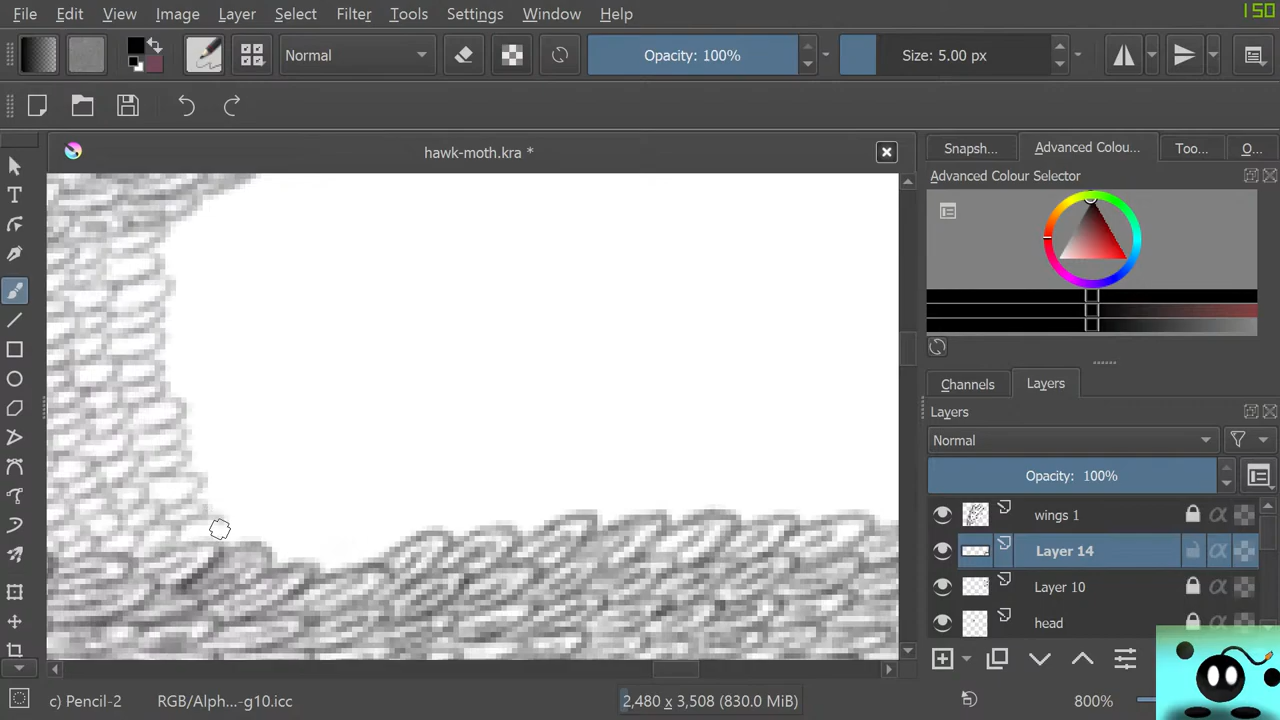 File Edit View Image Layer Select Filter Tools Settings Window Help
150
Normal
Opacity: 100%
Size: 5.00 px
hawk-moth.kra *
Snapsh... Advanced Colou... Too... O...
Advanced Colour Selector
Channels Layers
Layers
Normal
Opacity: 100%
wings 1
Layer 14
Layer 10
head
c) Pencil-2
RGB/Alph...-g10.icc
2,480 x 3,508 (830.0 MiB)
800%